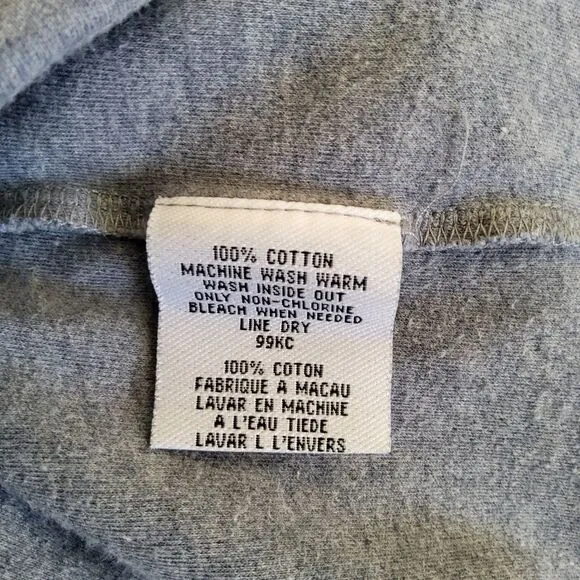 100% COTTON
MACHINE WASH WARM
WASH INSIDE OUT
ONLY NON-CHLORINE
BLEACH WHEN NEEDED
LINE DRY
99KC
100% COTON
FABRIQUE A MACAU
LAVAR EN MACHINE
A L'EAU TIEDE
LAVAR L L'ENVERS